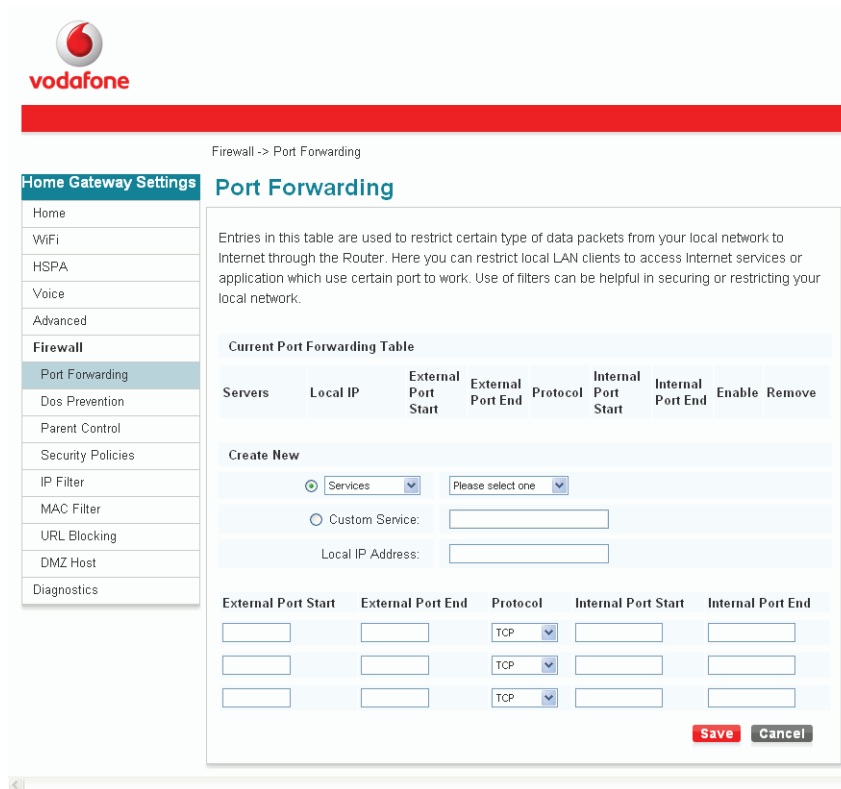 vodafone
Firewall -> Port Forwarding
Home Gateway Settings
Home
WiFi
HSPA
Voice
Advanced
Firewall
Port Forwarding
Dos Prevention
Parent Control
Security Policies
IP Filter
MAC Filter
URL Blocking
DMZ Host
Diagnostics
Port Forwarding
Entries in this table are used to restrict certain type of data packets from your local network to
Internet through the Router. Here you can restrict local LAN clients to access Internet services or
application which use certain port to work. Use of filters can be helpful in securing or restricting your
local network.
Current Port Forwarding Table
Servers Local IP External Port Start External Port End Protocol Internal Port Start Internal Port End Enable Remove
Create New
Services Please select one
Custom Service:
Local IP Address:
External Port Start External Port End Protocol Internal Port Start Internal Port End
TCP
TCP
TCP
Save Cancel